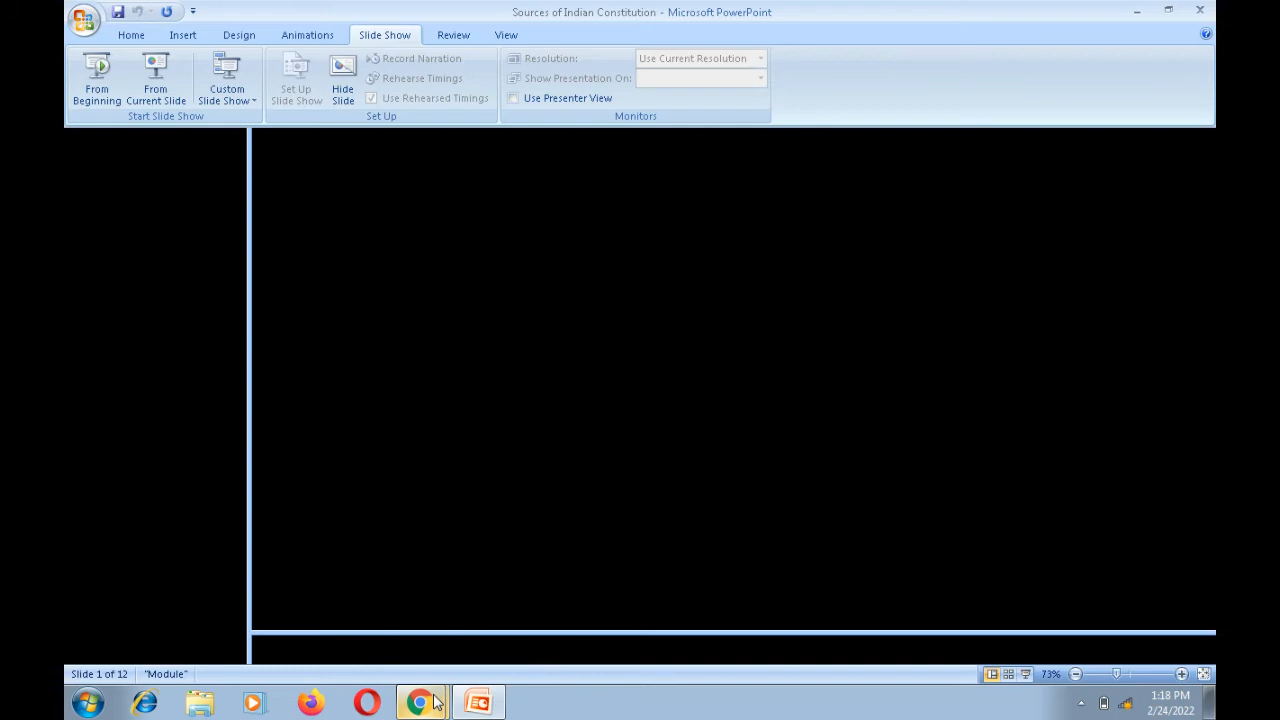 Sources of Indian Constitution - Microsoft PowerPoint
Home Insert Design Animations Slide Show Review View
From Beginning
From Current Slide
Custom Slide Show
Start Slide Show
Set Up Slide Show
Hide Slide
Record Narration
Rehearse Timings
Use Rehearsed Timings
Set Up
Resolution: Use Current Resolution
Show Presentation On:
Use Presenter View
Monitors
Slide 1 of 12 "Module" 73%
1:18 PM
2/24/2022